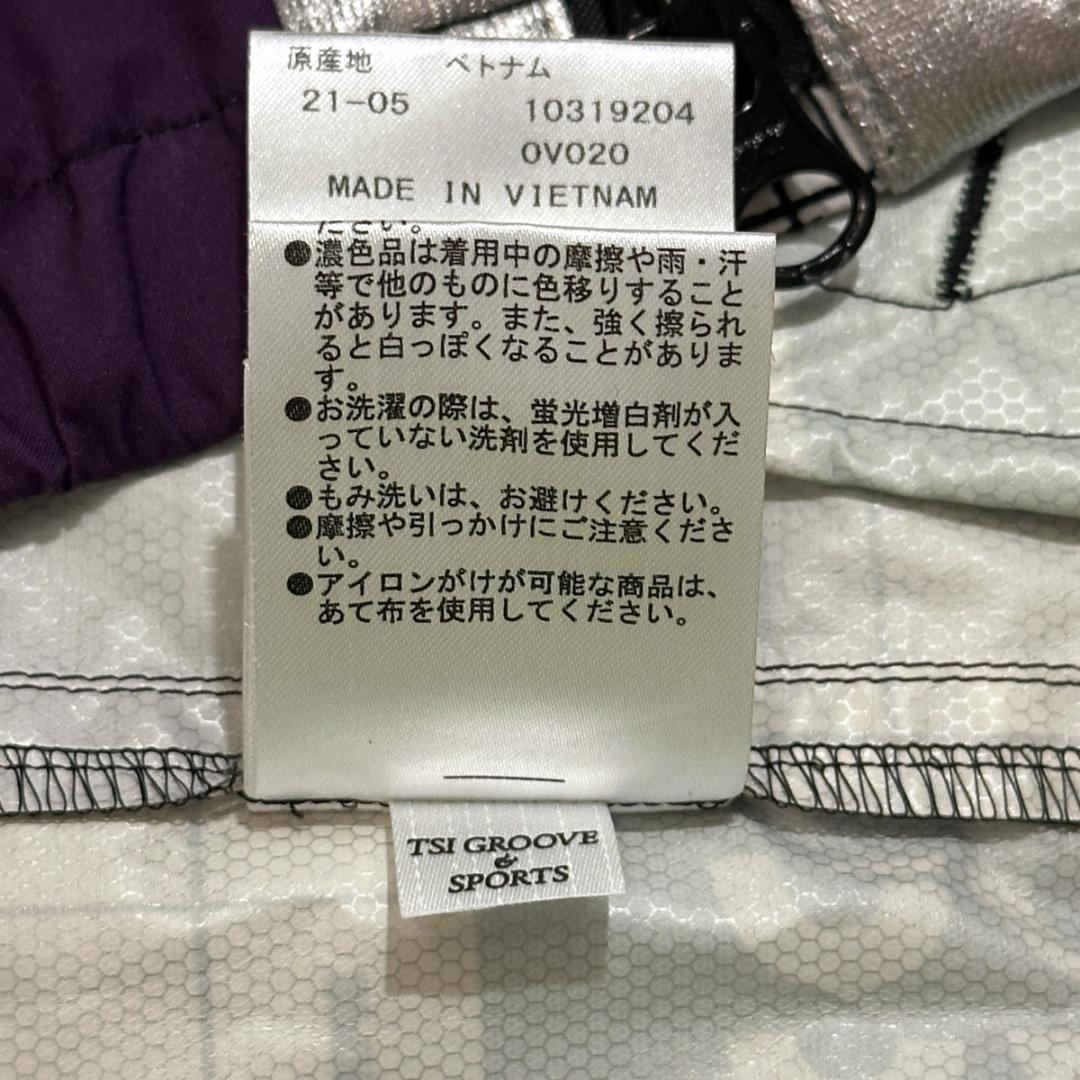 原産地 ベトナム
21-05 10319204
0V020
MADE IN VIETNAM
ださい。
●濃色品は着用中の摩擦や雨・汗
等で他のものに色移りすること
があります。また、強く擦られ
ると白っぽくなることがありま
す。
●お洗濯の際は、蛍光増白剤が入
っていない洗剤を使用してくだ
さい。
●もみ洗いは、お避けください。
●摩擦や引っかけにご注意くださ
い。
●アイロンがけが可能な商品は、
あて布を使用してください。
TSI GROOVE
&
SPORTS